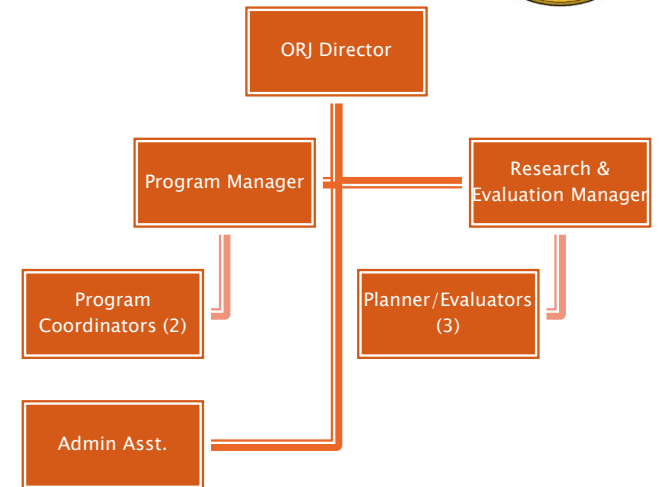 ORJ Director
Program Manager
Research &
Evaluation Manager
Program
Coordinators (2)
Planner/Evaluators
(3)
Admin Asst.